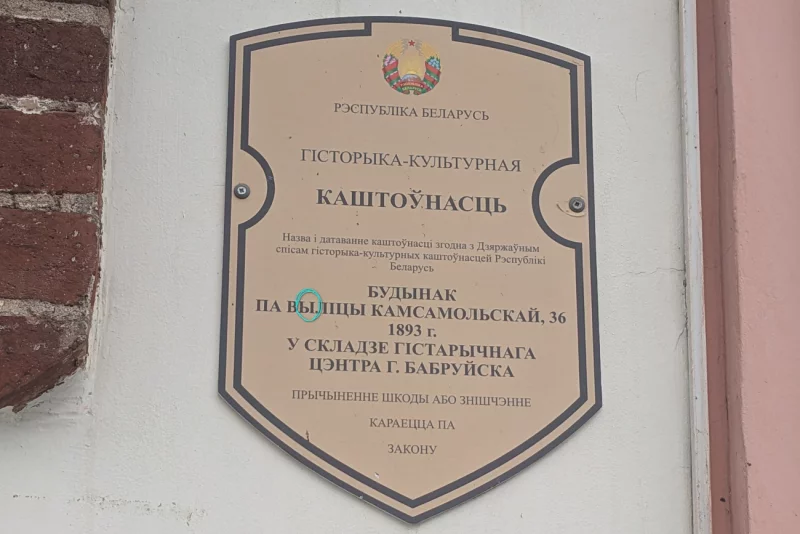 РЭСПУБЛІКА БЕЛАРУСЬ
ГІСТОРЫКА-КУЛЬТУРНАЯ
КАШТОЎНАСЦЬ
Назва і датаванне каштоўнасці згодна з Дзяржаўным
спісам гісторыка-культурных каштоўнасцей Рэспублікі
Беларусь
БУДЫНАК
ПА ВЫЛІЦЫ КАМСАМОЛЬСКАЙ, 36
1893 г.
У СКЛАДЗЕ ГІСТАРЫЧНАГА
ЦЭНТРА Г. БАБРУЙСКА
ПРЫЧЫНЕННЕ ШКОДЫ АБО ЗНІШЧЭННЕ
КАРАЕЦЦА ПА
ЗАКОНУ